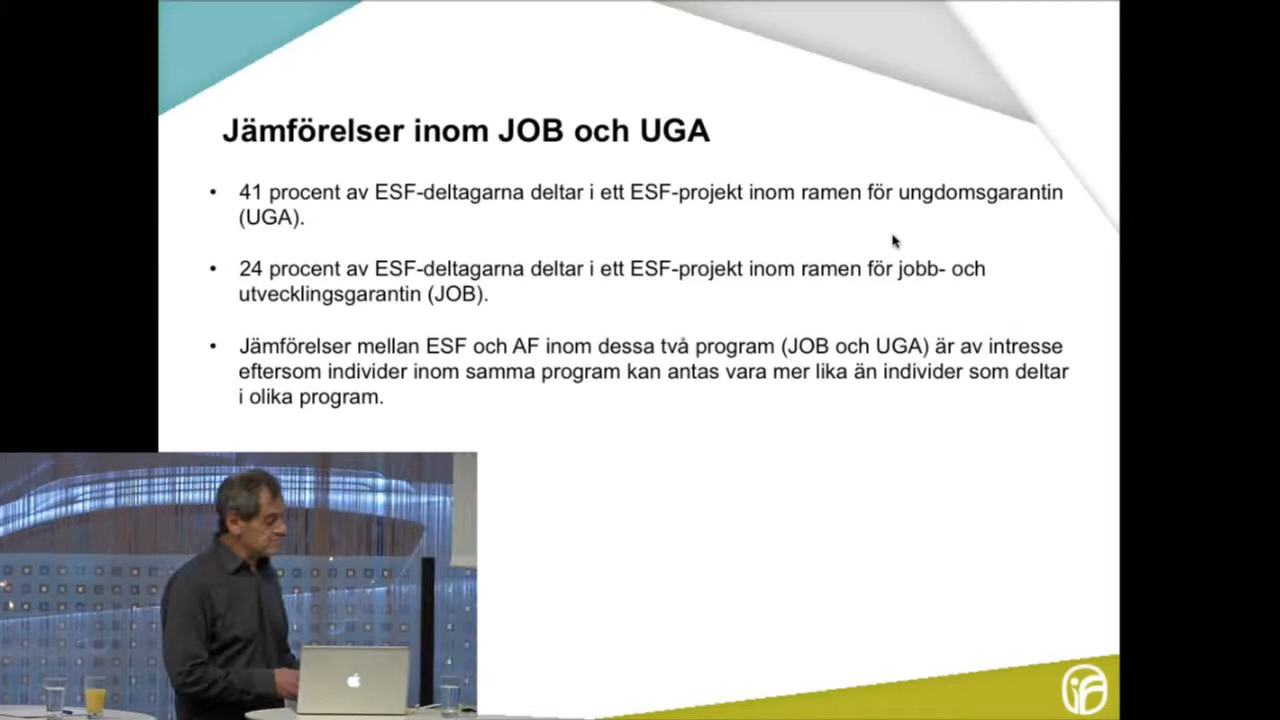 Jämförelser inom JOB och UGA
• 41 procent av ESF-deltagarna deltar i ett ESF-projekt inom ramen för ungdomsgarantin
(UGA).
• 24 procent av ESF-deltagarna deltar i ett ESF-projekt inom ramen för jobb- och
utvecklingsgarantin (JOB).
• Jämförelser mellan ESF och AF inom dessa två program (JOB och UGA) är av intresse
eftersom individer inom samma program kan antas vara mer lika än individer som deltar
i olika program.